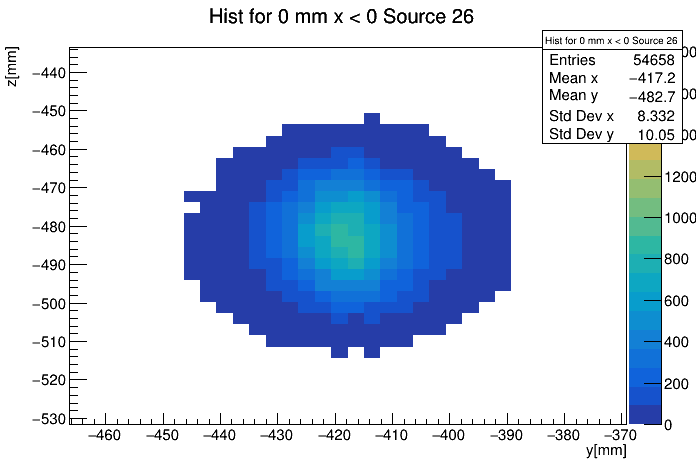 Hist for 0 mm x < 0 Source 26
z[mm]
−440
−450
−460
−470
−480
−490
−500
−510
−520
−530
Hist for 0 mm x < 0 Source 26
Entries 54658
Mean x −417.2
Mean y −482.7
Std Dev x 8.332
Std Dev y 10.05
1200
1000
800
600
400
200
0
−460 −450 −440 −430 −420 −410 −400 −390 −380 −370
y[mm]